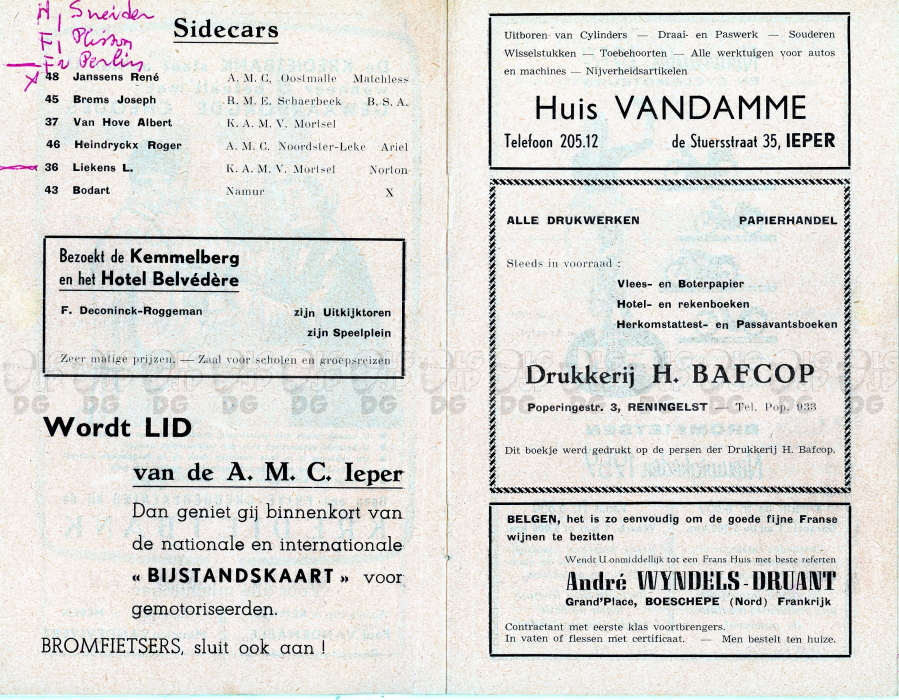 H, Sneider
Sidecars
48 Janssens René A. M. C. Oostmalle Matchless
45 Brems Joseph R. M. E. Schaerbeek B. S. A.
37 Van Hove Albert K. A. M. V. Mortsel
46 Heindryckx Roger A. M. C. Noordster-Leke Ariel
36 Liekens L. K. A. M. V. Mortsel Norton
43 Bodart Namur X
Bezoekt de Kemmelberg
en het Hotel Belvédère
F. Deconinck-Roggeman zijn Uitkijktoren
zijn Speelplein
Zeer matige prijzen. — Zaal voor scholen en groepsreizen
Wordt LID
van de A. M. C. Ieper
Dan geniet gij binnenkort van
de nationale en internationale
« BIJSTANDSKAART » voor
gemotoriseerden.
BROMFIETSERS, sluit ook aan !
Uitboren van Cylinders — Draai- en Paswerk — Souderen
Wisselstukken — Toebehoorten — Alle werktuigen voor autos
en machines — Nijverheidsartikelen
Huis VANDAMME
Telefoon 205.12 de Stuersstraat 35, IEPER
ALLE DRUKWERKEN PAPIERHANDEL
Steeds in voorraad :
Vlees- en Boterpapier
Hotel- en rekenboeken
Herkomstattest- en Passavantsboeken
Drukkerij H. BAFCOP
Poperingestr. 3, RENINGELST — Tel. Pop. 933
Dit boekje werd gedrukt op de persen der Drukkerij H. Bafcop.
BELGEN, het is zo eenvoudig om de goede fijne Franse
wijnen te bezitten
Wendt U onmiddellijk tot een Frans Huis met beste referten
André WYNDELS-DRUANT
Grand'Place, BOESCHEPE (Nord) Frankrijk
Contractant met eerste klas voortbrengers.
In vaten of flessen met certificaat. — Men bestelt ten huize.